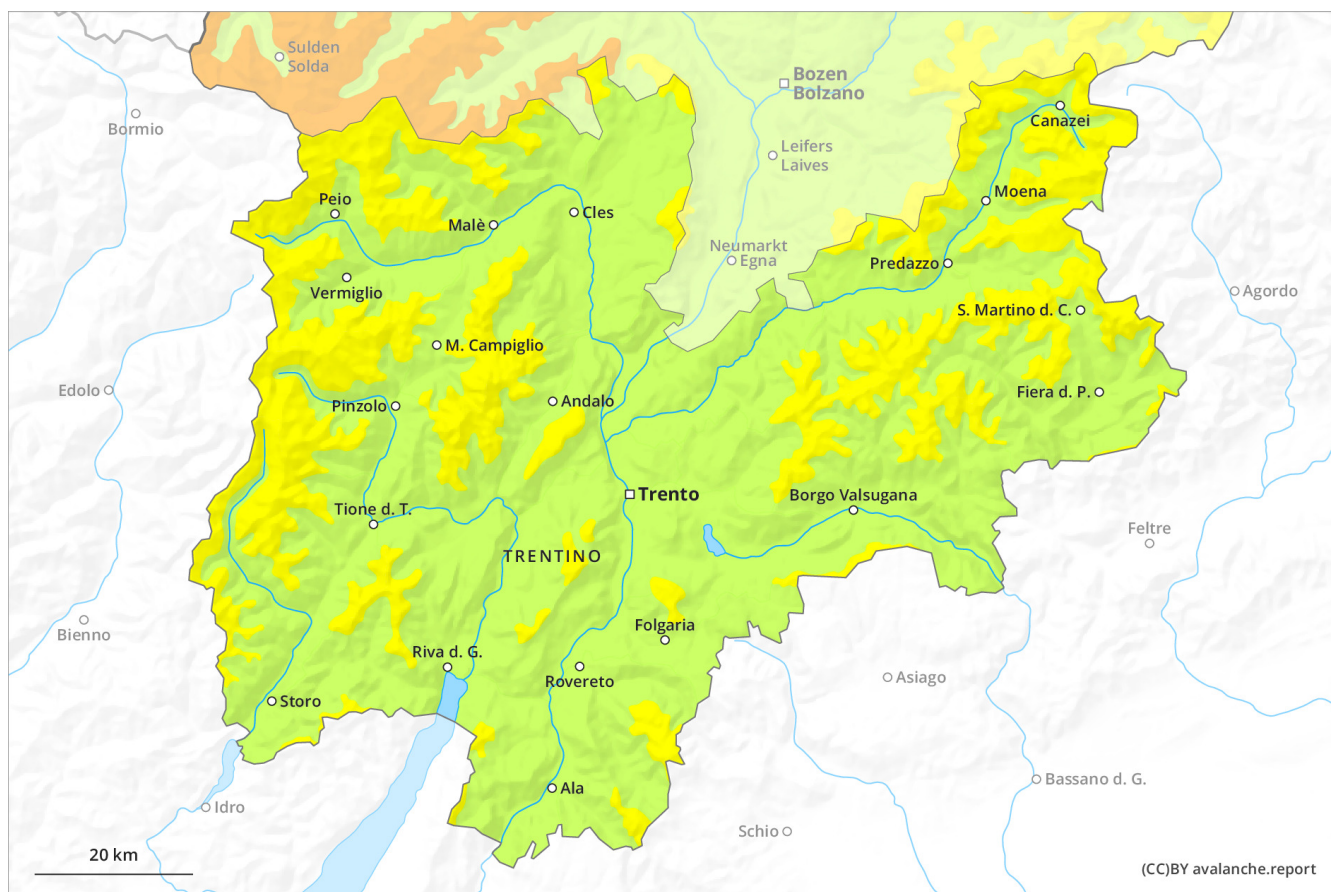 Sulden
Solda
Bozen
Bolzano
Bormio
Canazei
Leifers
Laives
Moena
Peio
Cles
Malè
Neumarkt
Egna
Predazzo
Vermiglio
Agordo
S. Martino d. C.
M. Campiglio
Edolo
Fiera d. P.
Andalo
Pinzolo
Trento
Borgo Valsugana
Tione d. T.
Feltre
TRENTINO
Bienno
Folgaria
Riva d. G.
Rovereto
Asiago
Storo
Bassano d. G.
Ala
Idro
Schio
20 km
(CC)BY avalanche.report